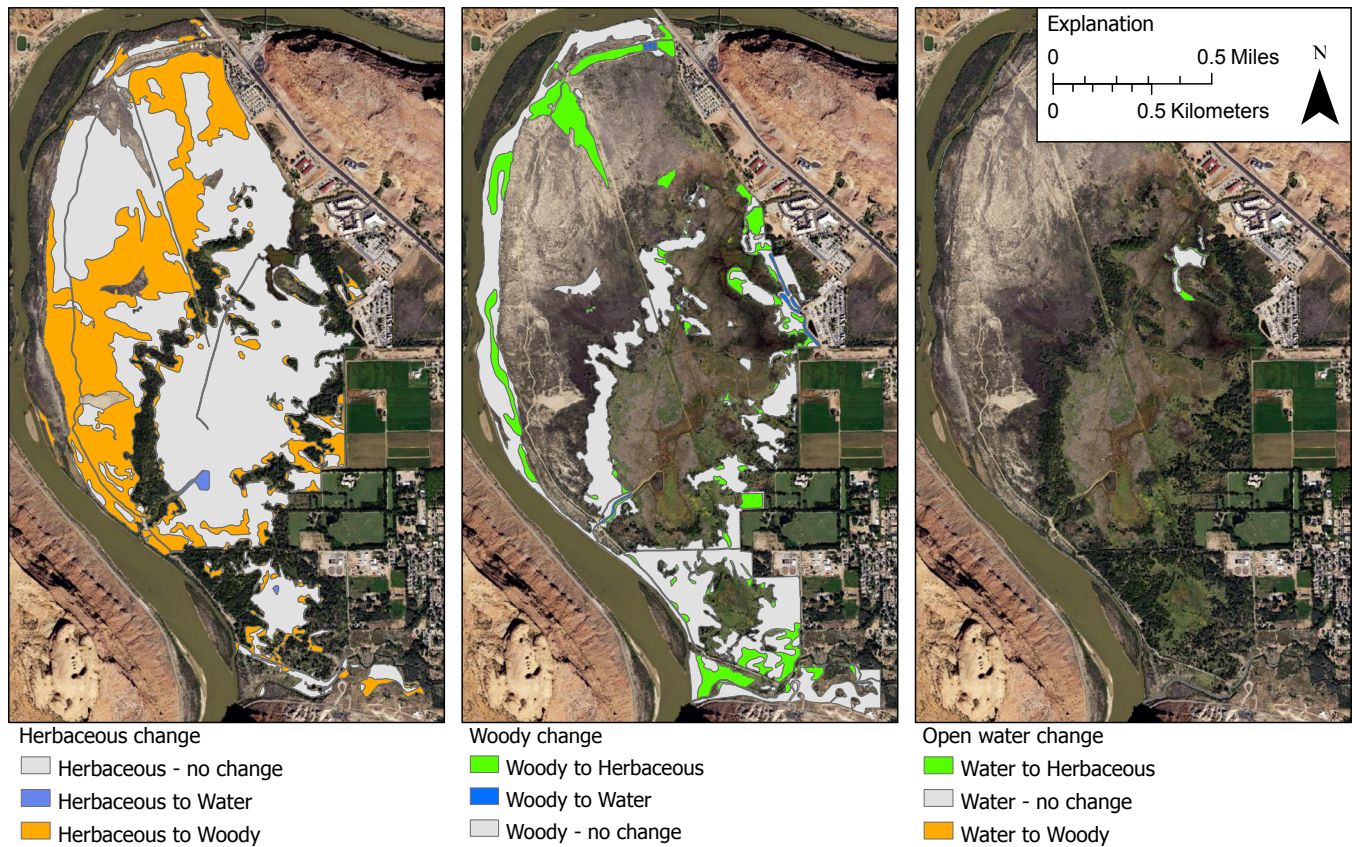 Explanation
0 0.5 Miles
0 0.5 Kilometers
N
Herbaceous change
Herbaceous - no change
Herbaceous to Water
Herbaceous to Woody
Woody change
Woody to Herbaceous
Woody to Water
Woody - no change
Open water change
Water to Herbaceous
Water - no change
Water to Woody